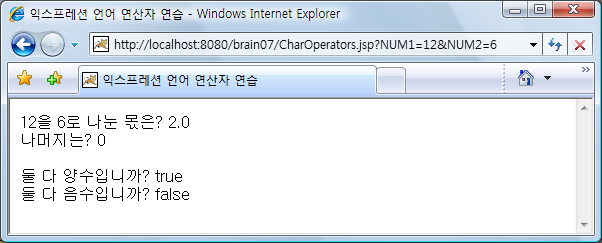 익스프레션 언어 연산자 연습 - Windows Internet Explorer
http://localhost:8080/brain07/CharOperators.jsp?NUM1=12&NUM2=6
익스프레션 언어 연산자 연습
12을 6로 나눈 몫은? 2.0
나머지는? 0
둘 다 양수입니까? true
둘 다 음수입니까? false